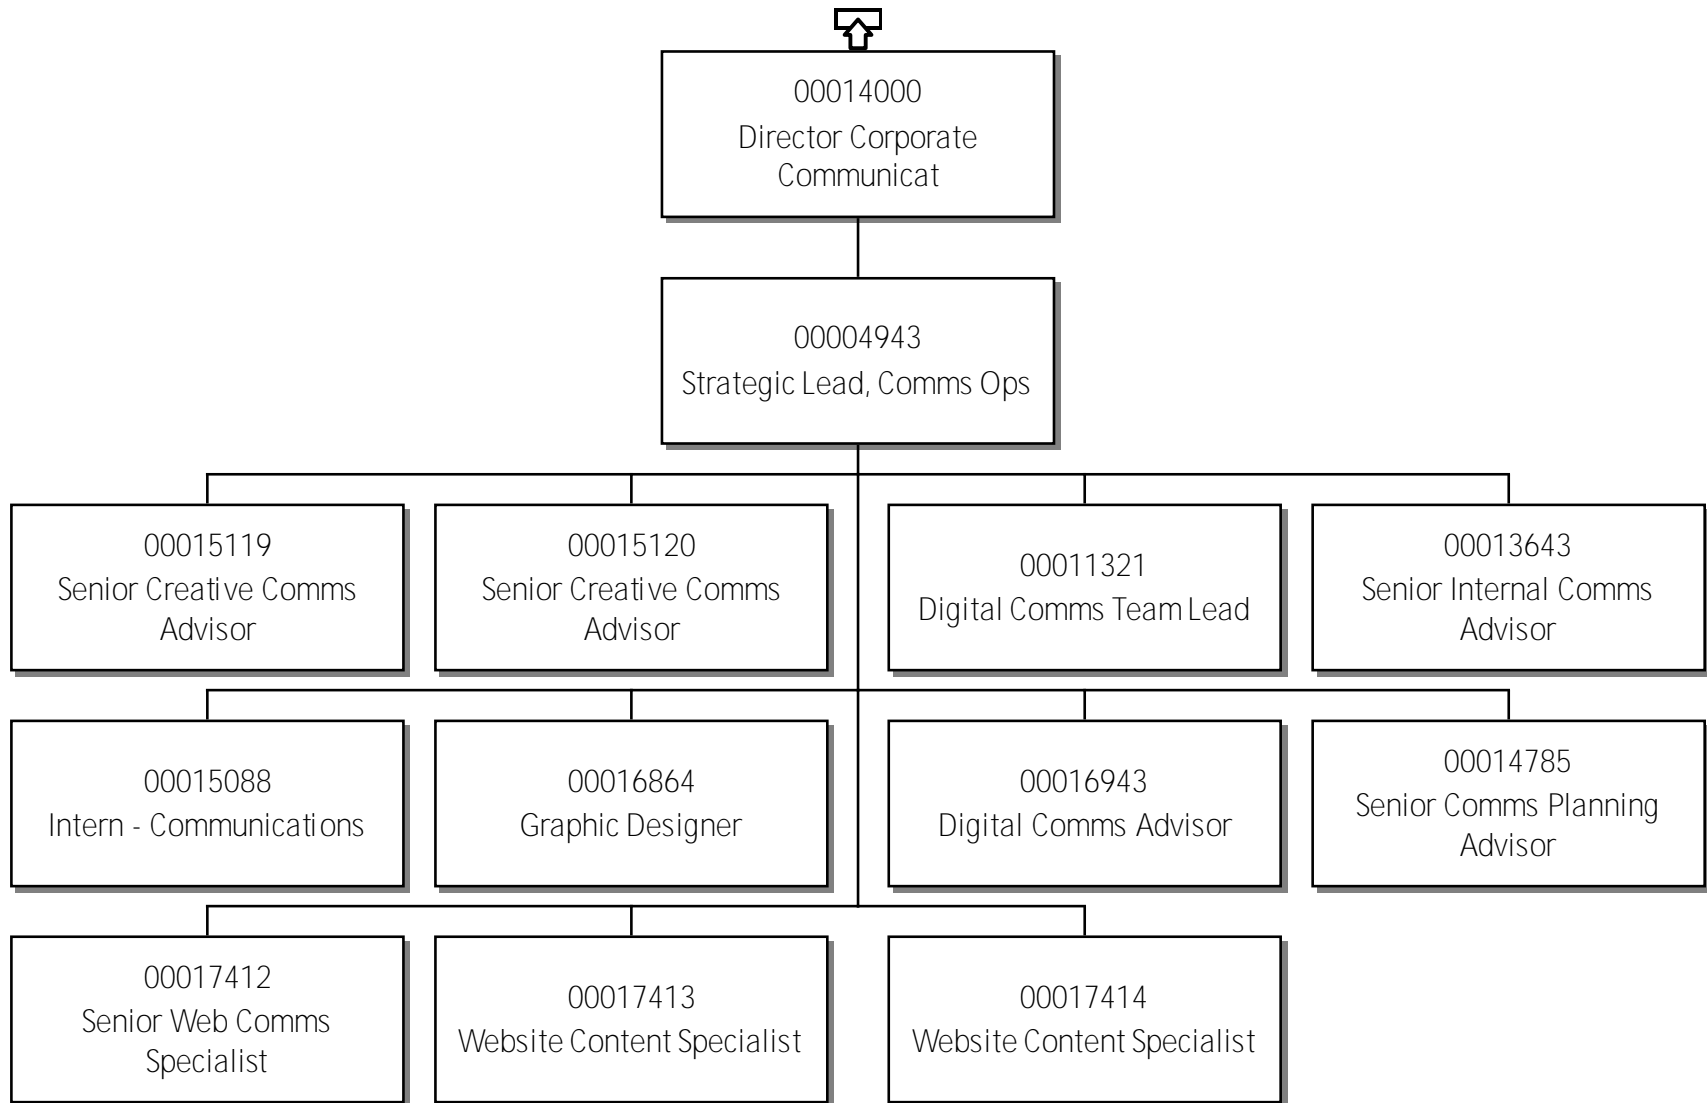 00014000
Director Corporate
Communicat
00004943
Strategic Lead, Comms Ops
00015119
Senior Creative Comms
Advisor
00015120
Senior Creative Comms
Advisor
00011321
Digital Comms Team Lead
00013643
Senior Internal Comms
Advisor
00015088
Intern - Communications
00016864
Graphic Designer
00016943
Digital Comms Advisor
00014785
Senior Comms Planning
Advisor
00017412
Senior Web Comms
Specialist
00017413
Website Content Specialist
00017414
Website Content Specialist